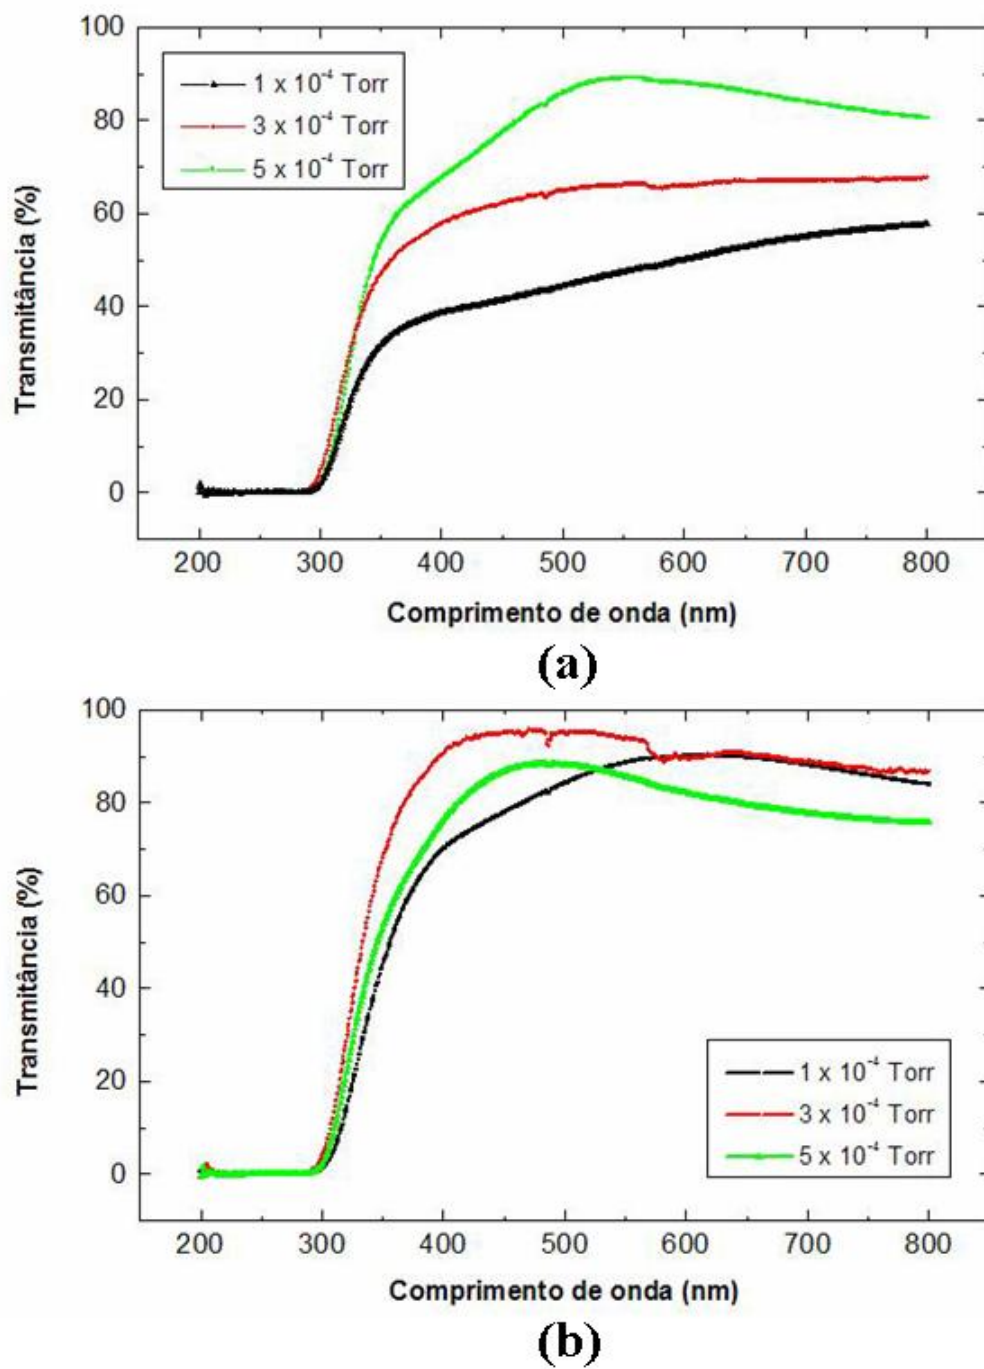 100
80
60
40
20
0
Transmitância (%)
1 x 10⁻⁴ Torr
3 x 10⁻⁴ Torr
5 x 10⁻⁴ Torr
200 300 400 500 600 700 800
Comprimento de onda (nm)
(a)
100
80
60
40
20
0
Transmitância (%)
1 x 10⁻⁴ Torr
3 x 10⁻⁴ Torr
5 x 10⁻⁴ Torr
200 300 400 500 600 700 800
Comprimento de onda (nm)
(b)